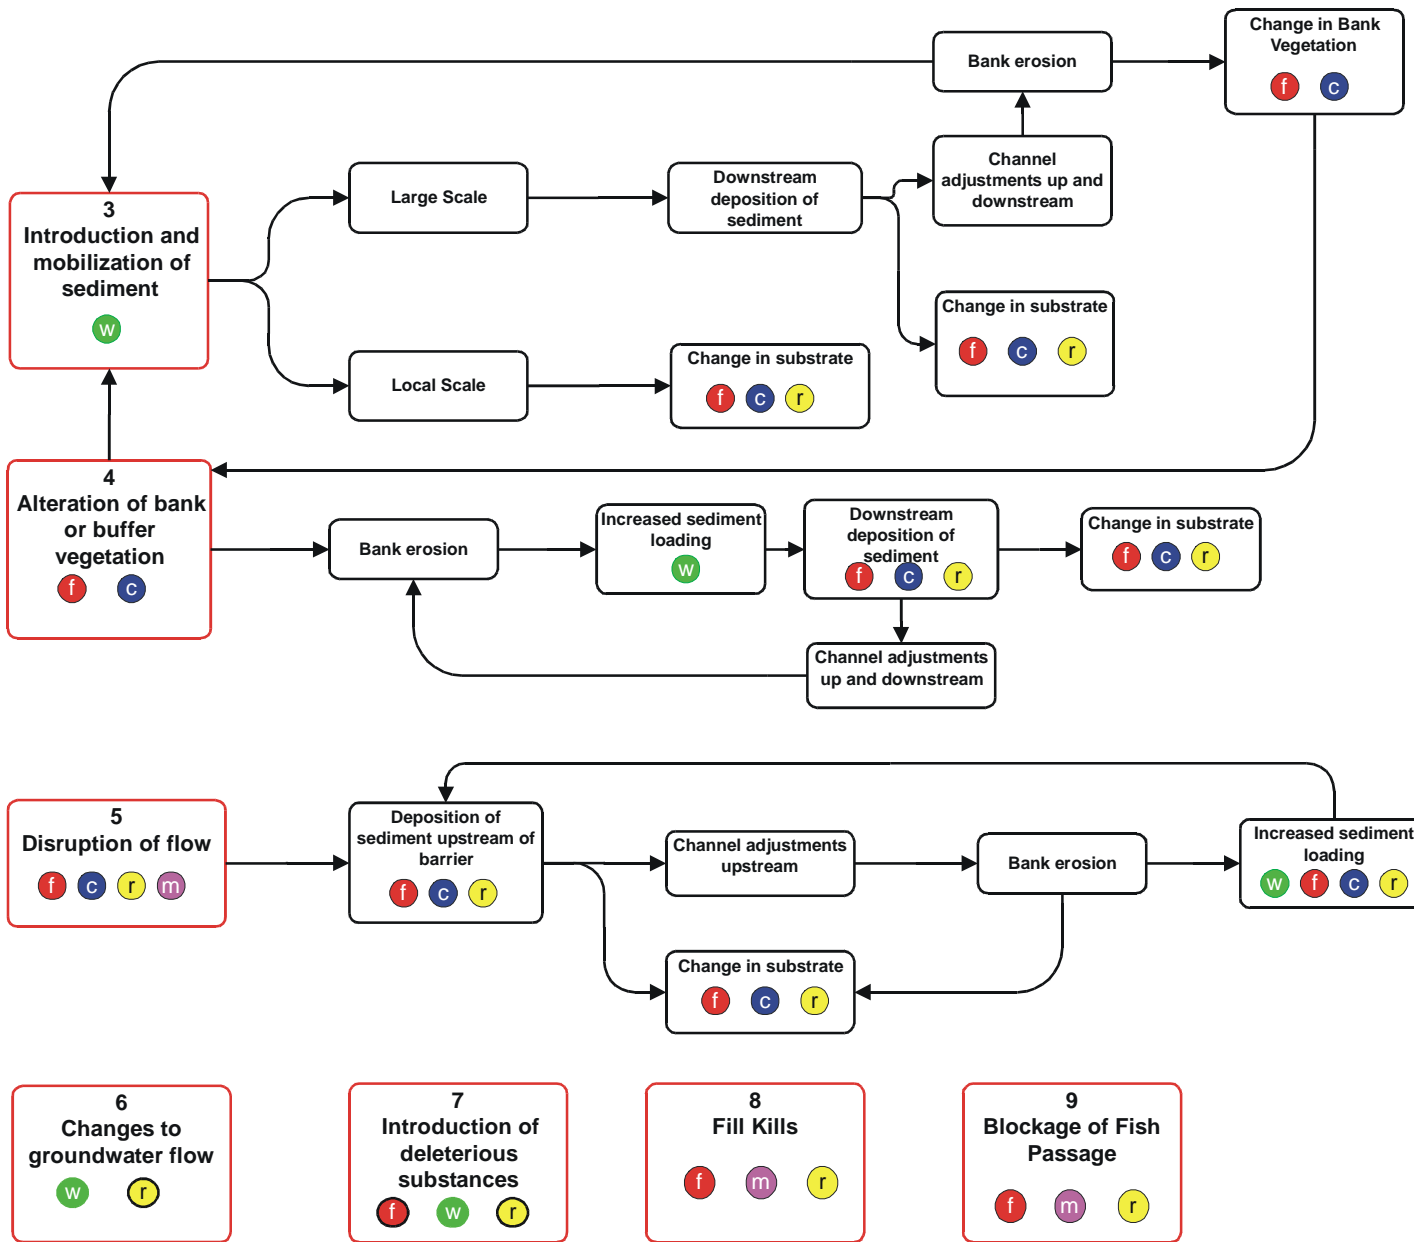 Change in Bank
Vegetation
f c
Bank erosion
Channel
adjustments up and
downstream
Large Scale
Downstream
deposition of
sediment
3
Introduction and
mobilization of
sediment
w
Change in substrate
f c r
Local Scale
Change in substrate
f c r
4
Alteration of bank
or buffer
vegetation
f c
Bank erosion
Increased sediment
loading
w
Downstream
deposition of
sediment
f c r
Change in substrate
f c r
Channel adjustments
up and downstream
5
Disruption of flow
f c r m
Deposition of
sediment upstream of
barrier
f c r
Channel adjustments
upstream
Bank erosion
Increased sediment
loading
w f c r
Change in substrate
f c r
6
Changes to
groundwater flow
w r
7
Introduction of
deleterious
substances
f w r
8
Fill Kills
f m r
9
Blockage of Fish
Passage
f m r